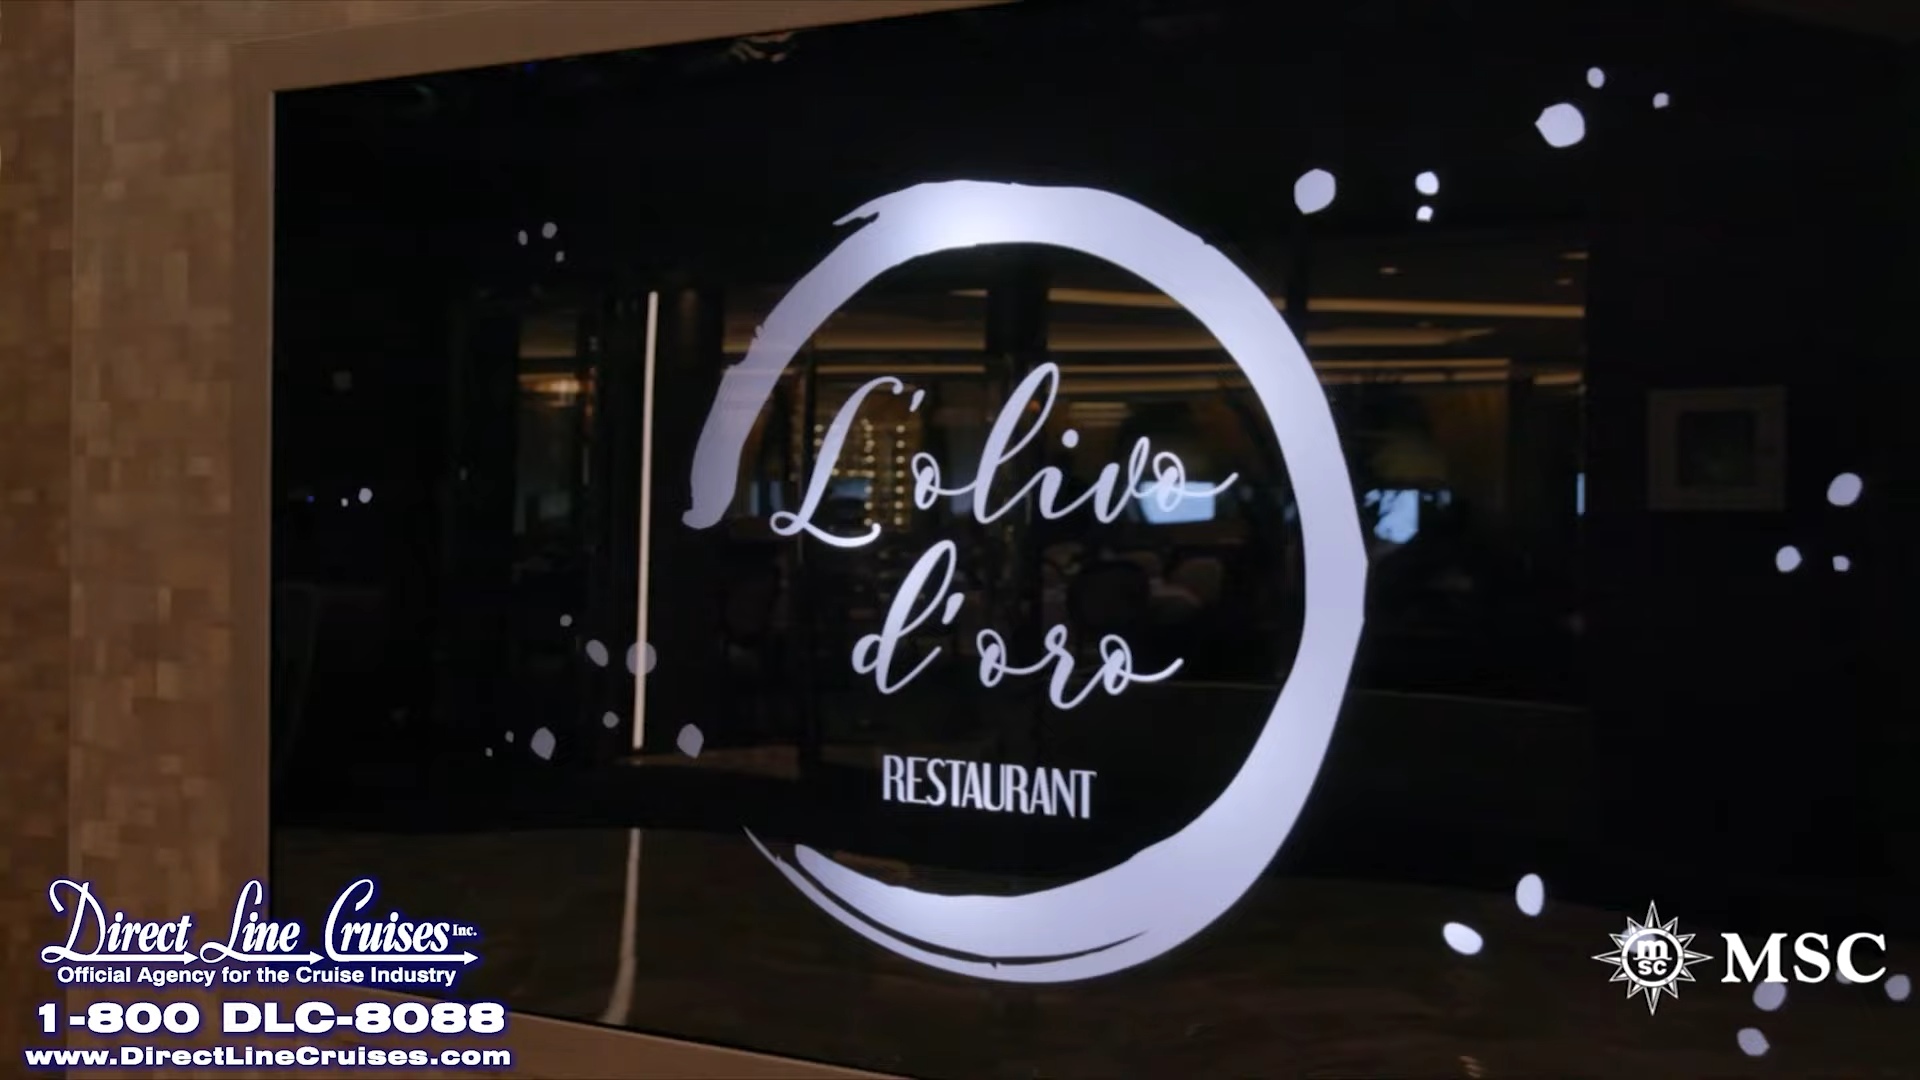 L'olivo
d'oro
RESTAURANT
Direct Line Cruises Inc.
Official Agency for the Cruise Industry
1-800 DLC-8088
www.DirectLineCruises.com
msc MSC